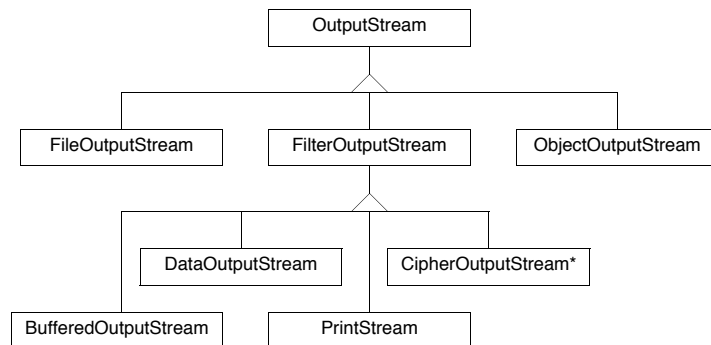 OutputStream
FileOutputStream
FilterOutputStream
ObjectOutputStream
DataOutputStream
CipherOutputStream*
BufferedOutputStream
PrintStream